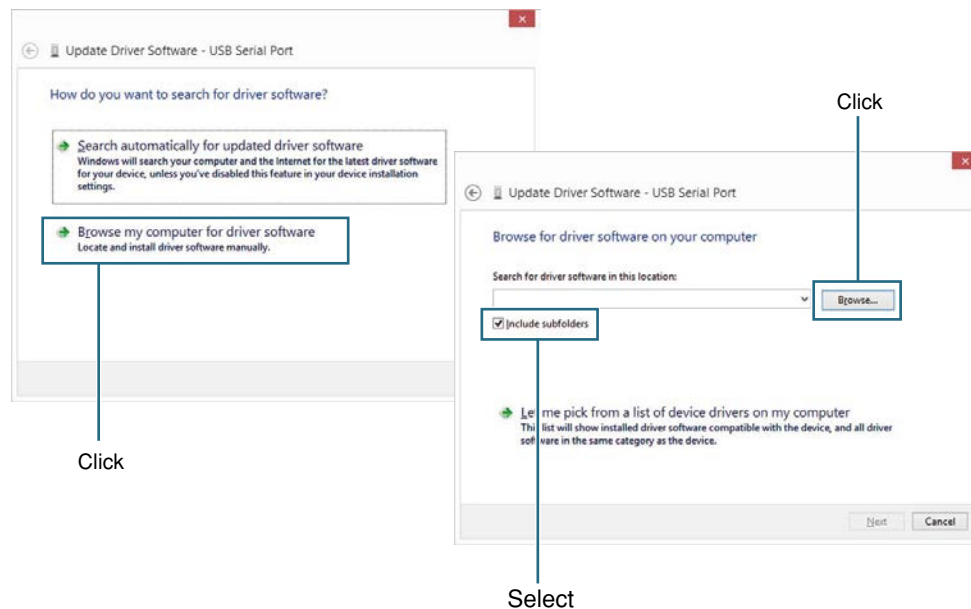 Update Driver Software - USB Serial Port
How do you want to search for driver software?
Search automatically for updated driver software
Windows will search your computer and the Internet for the latest driver software
for your device, unless you've disabled this feature in your device installation
settings.
Browse my computer for driver software
Locate and install driver software manually.
Click
Click
Update Driver Software - USB Serial Port
Browse for driver software on your computer
Search for driver software in this location:
Browse...
Include subfolders
Let me pick from a list of device drivers on my computer
This list will show installed driver software compatible with the device, and all driver
software in the same category as the device.
Next Cancel
Select